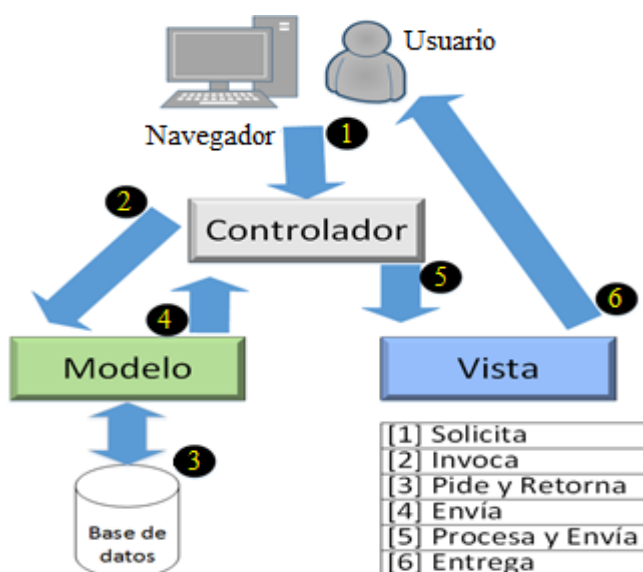 Usuario
Navegador
1
2
Controlador
5
4
6
Modelo
Vista
3
Base de
datos
[1] Solicita
[2] Invoca
[3] Pide y Retorna
[4] Envía
[5] Procesa y Envía
[6] Entrega